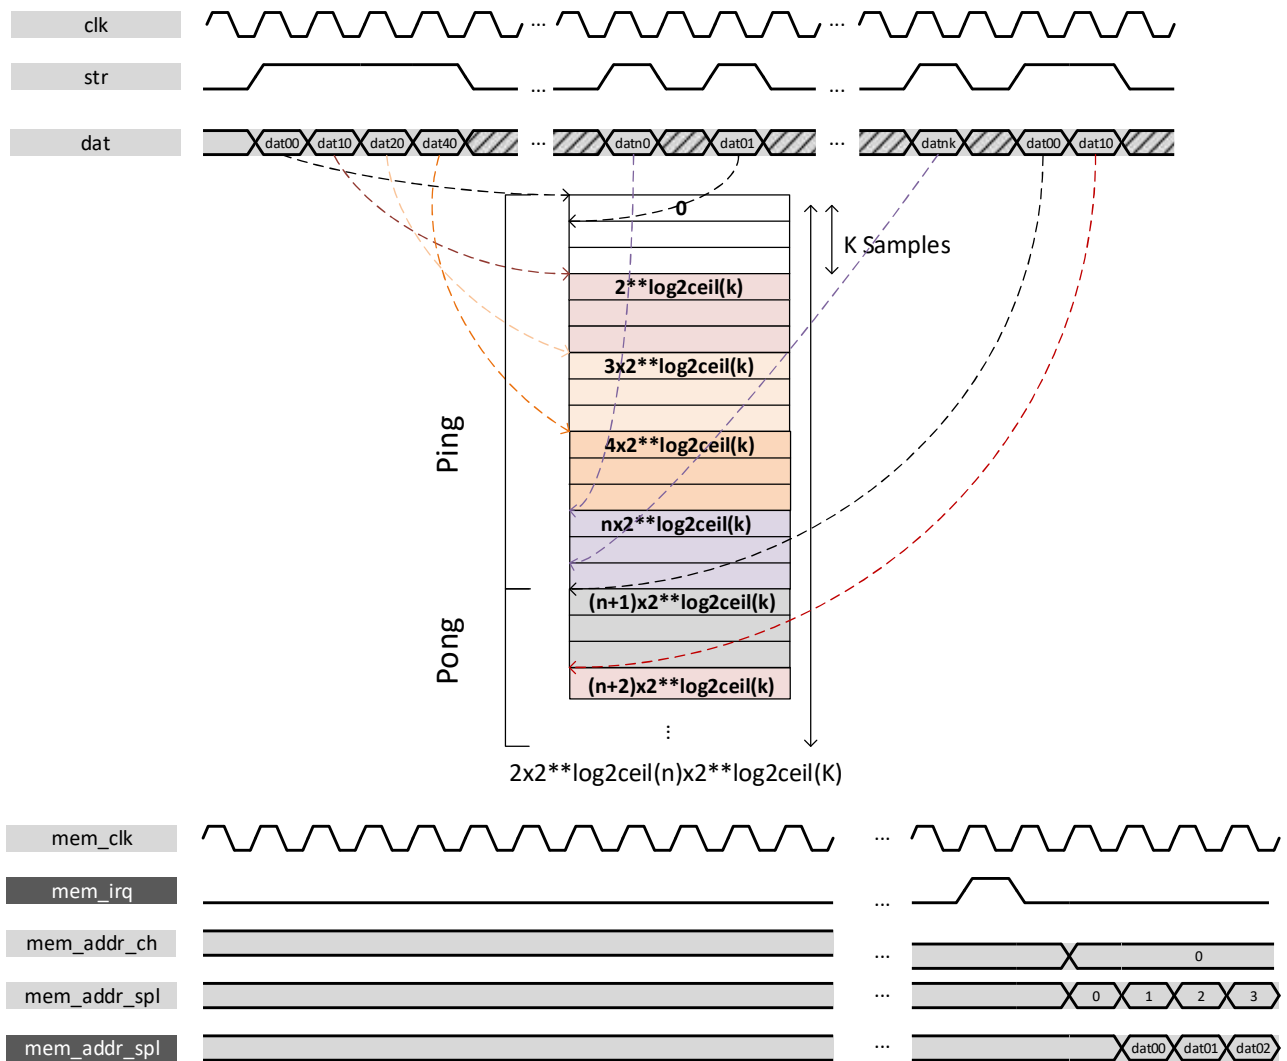 clk
...
...
str
...
...
dat
dat00
dat10
dat20
dat40
...
datn0
dat01
...
datnk
dat00
dat10
0
K Samples
2**log2ceil(k)
3x2**log2ceil(k)
Ping
4x2**log2ceil(k)
nx2**log2ceil(k)
(n+1)x2**log2ceil(k)
Pong
(n+2)x2**log2ceil(k)
...
2x2**log2ceil(n)x2**log2ceil(K)
mem_clk
...
mem_irq
...
mem_addr_ch
...
0
mem_addr_spl
...
0
1
2
3
mem_addr_spl
...
dat00
dat01
dat02